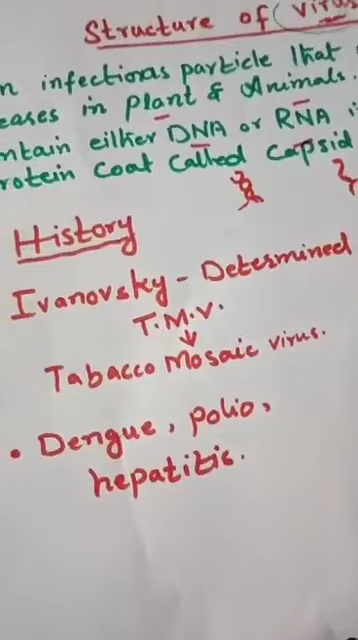 Structure of Virus
n infectious particle that
eases in Plant & Animals.
ntain either DNA or RNA i
rotein coat called Capsid
History
Ivanovsky - Determined
T.M.V.
↓
Tabacco Mosaic virus.
• Dengue, polio,
hepatitis.